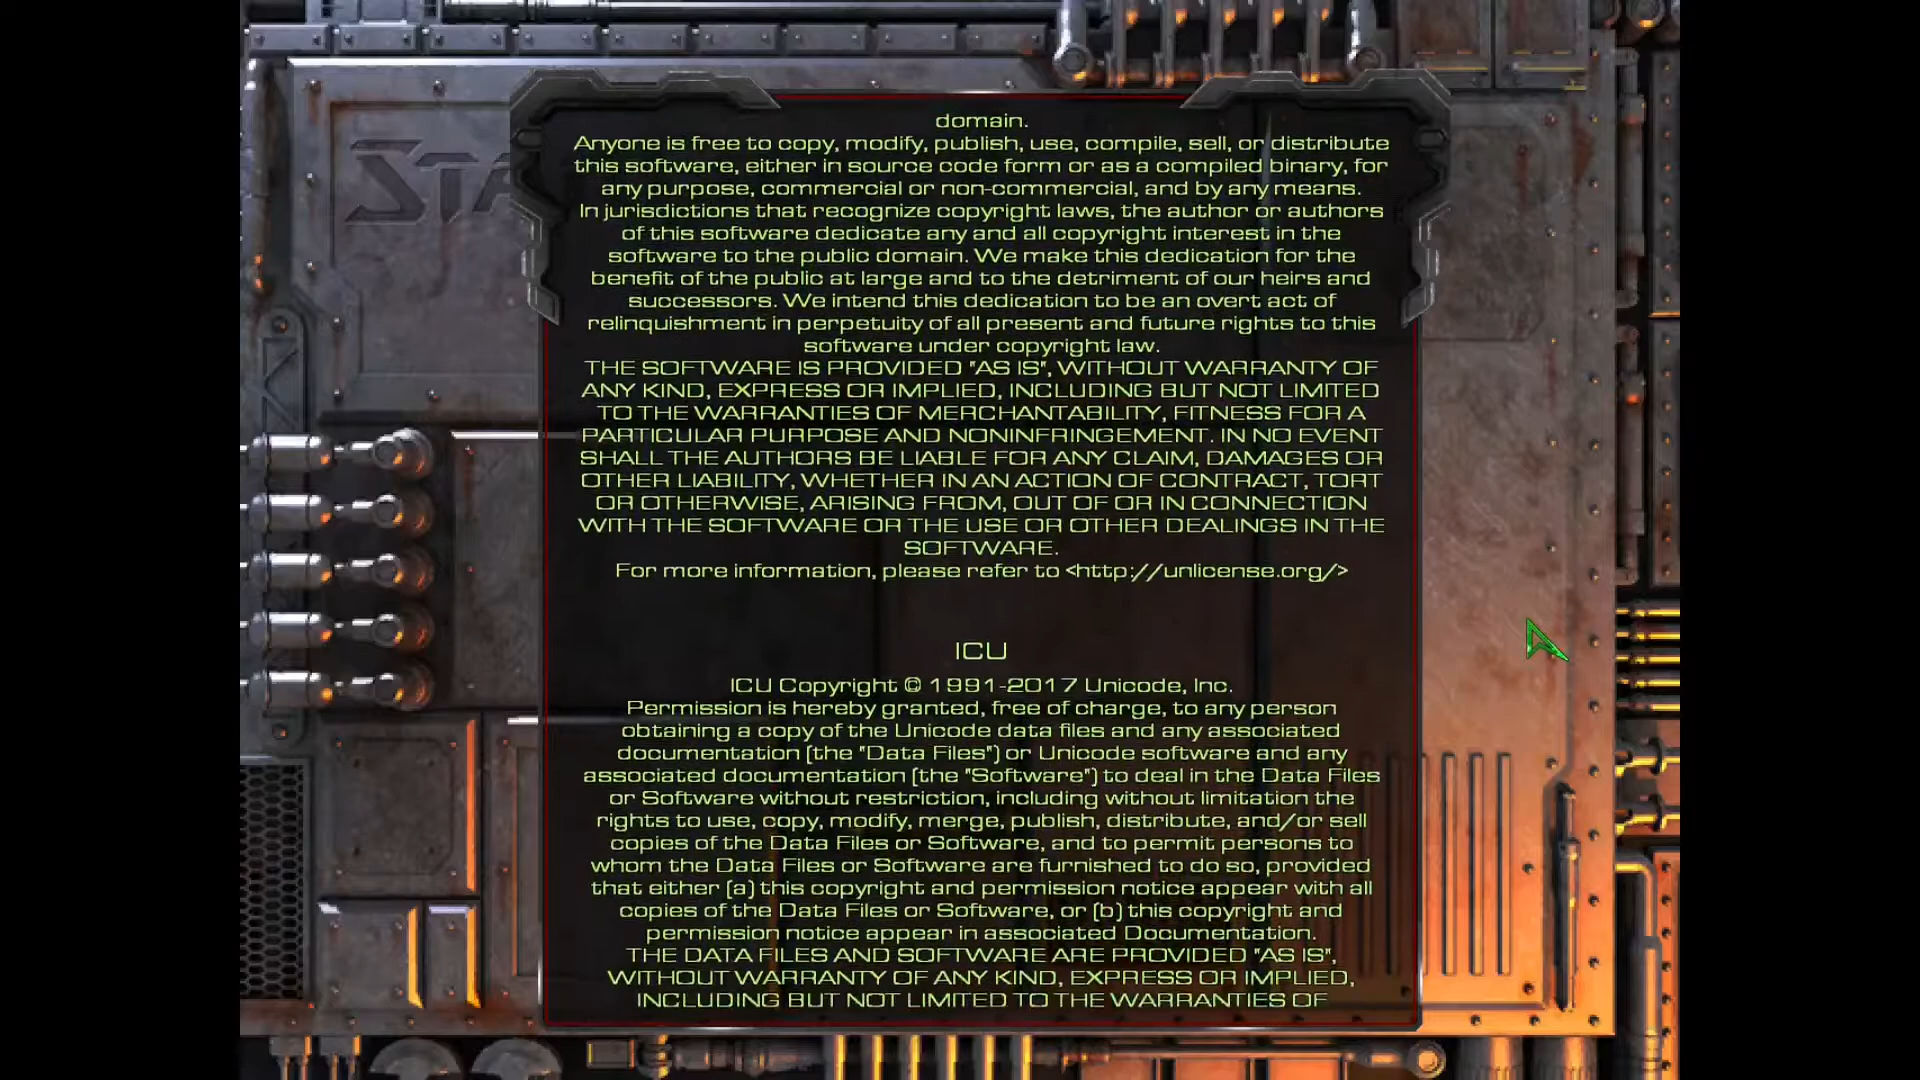 STA
domain.
Anyone is free to copy, modify, publish, use, compile, sell, or distribute
this software, either in source code form or as a compiled binary, for
any purpose, commercial or non-commercial, and by any means.
In jurisdictions that recognize copyright laws, the author or authors
of this software dedicate any and all copyright interest in the
software to the public domain. We make this dedication for the
benefit of the public at large and to the detriment of our heirs and
successors. We intend this dedication to be an overt act of
relinquishment in perpetuity of all present and future rights to this
software under copyright law.
THE SOFTWARE IS PROVIDED "AS IS", WITHOUT WARRANTY OF
ANY KIND, EXPRESS OR IMPLIED, INCLUDING BUT NOT LIMITED
TO THE WARRANTIES OF MERCHANTABILITY, FITNESS FOR A
PARTICULAR PURPOSE AND NONINFRINGEMENT. IN NO EVENT
SHALL THE AUTHORS BE LIABLE FOR ANY CLAIM, DAMAGES OR
OTHER LIABILITY, WHETHER IN AN ACTION OF CONTRACT, TORT
OR OTHERWISE, ARISING FROM, OUT OF OR IN CONNECTION
WITH THE SOFTWARE OR THE USE OR OTHER DEALINGS IN THE
SOFTWARE.
For more information, please refer to <http://unlicense.org/>
ICU
ICU Copyright © 1991-2017 Unicode, Inc.
Permission is hereby granted, free of charge, to any person
obtaining a copy of the Unicode data files and any associated
documentation (the "Data Files") or Unicode software and any
associated documentation (the "Software") to deal in the Data Files
or Software without restriction, including without limitation the
rights to use, copy, modify, merge, publish, distribute, and/or sell
copies of the Data Files or Software, and to permit persons to
whom the Data Files or Software are furnished to do so, provided
that either (a) this copyright and permission notice appear with all
copies of the Data Files or Software, or (b) this copyright and
permission notice appear in associated Documentation.
THE DATA FILES AND SOFTWARE ARE PROVIDED "AS IS",
WITHOUT WARRANTY OF ANY KIND, EXPRESS OR IMPLIED,
INCLUDING BUT NOT LIMITED TO THE WARRANTIES OF